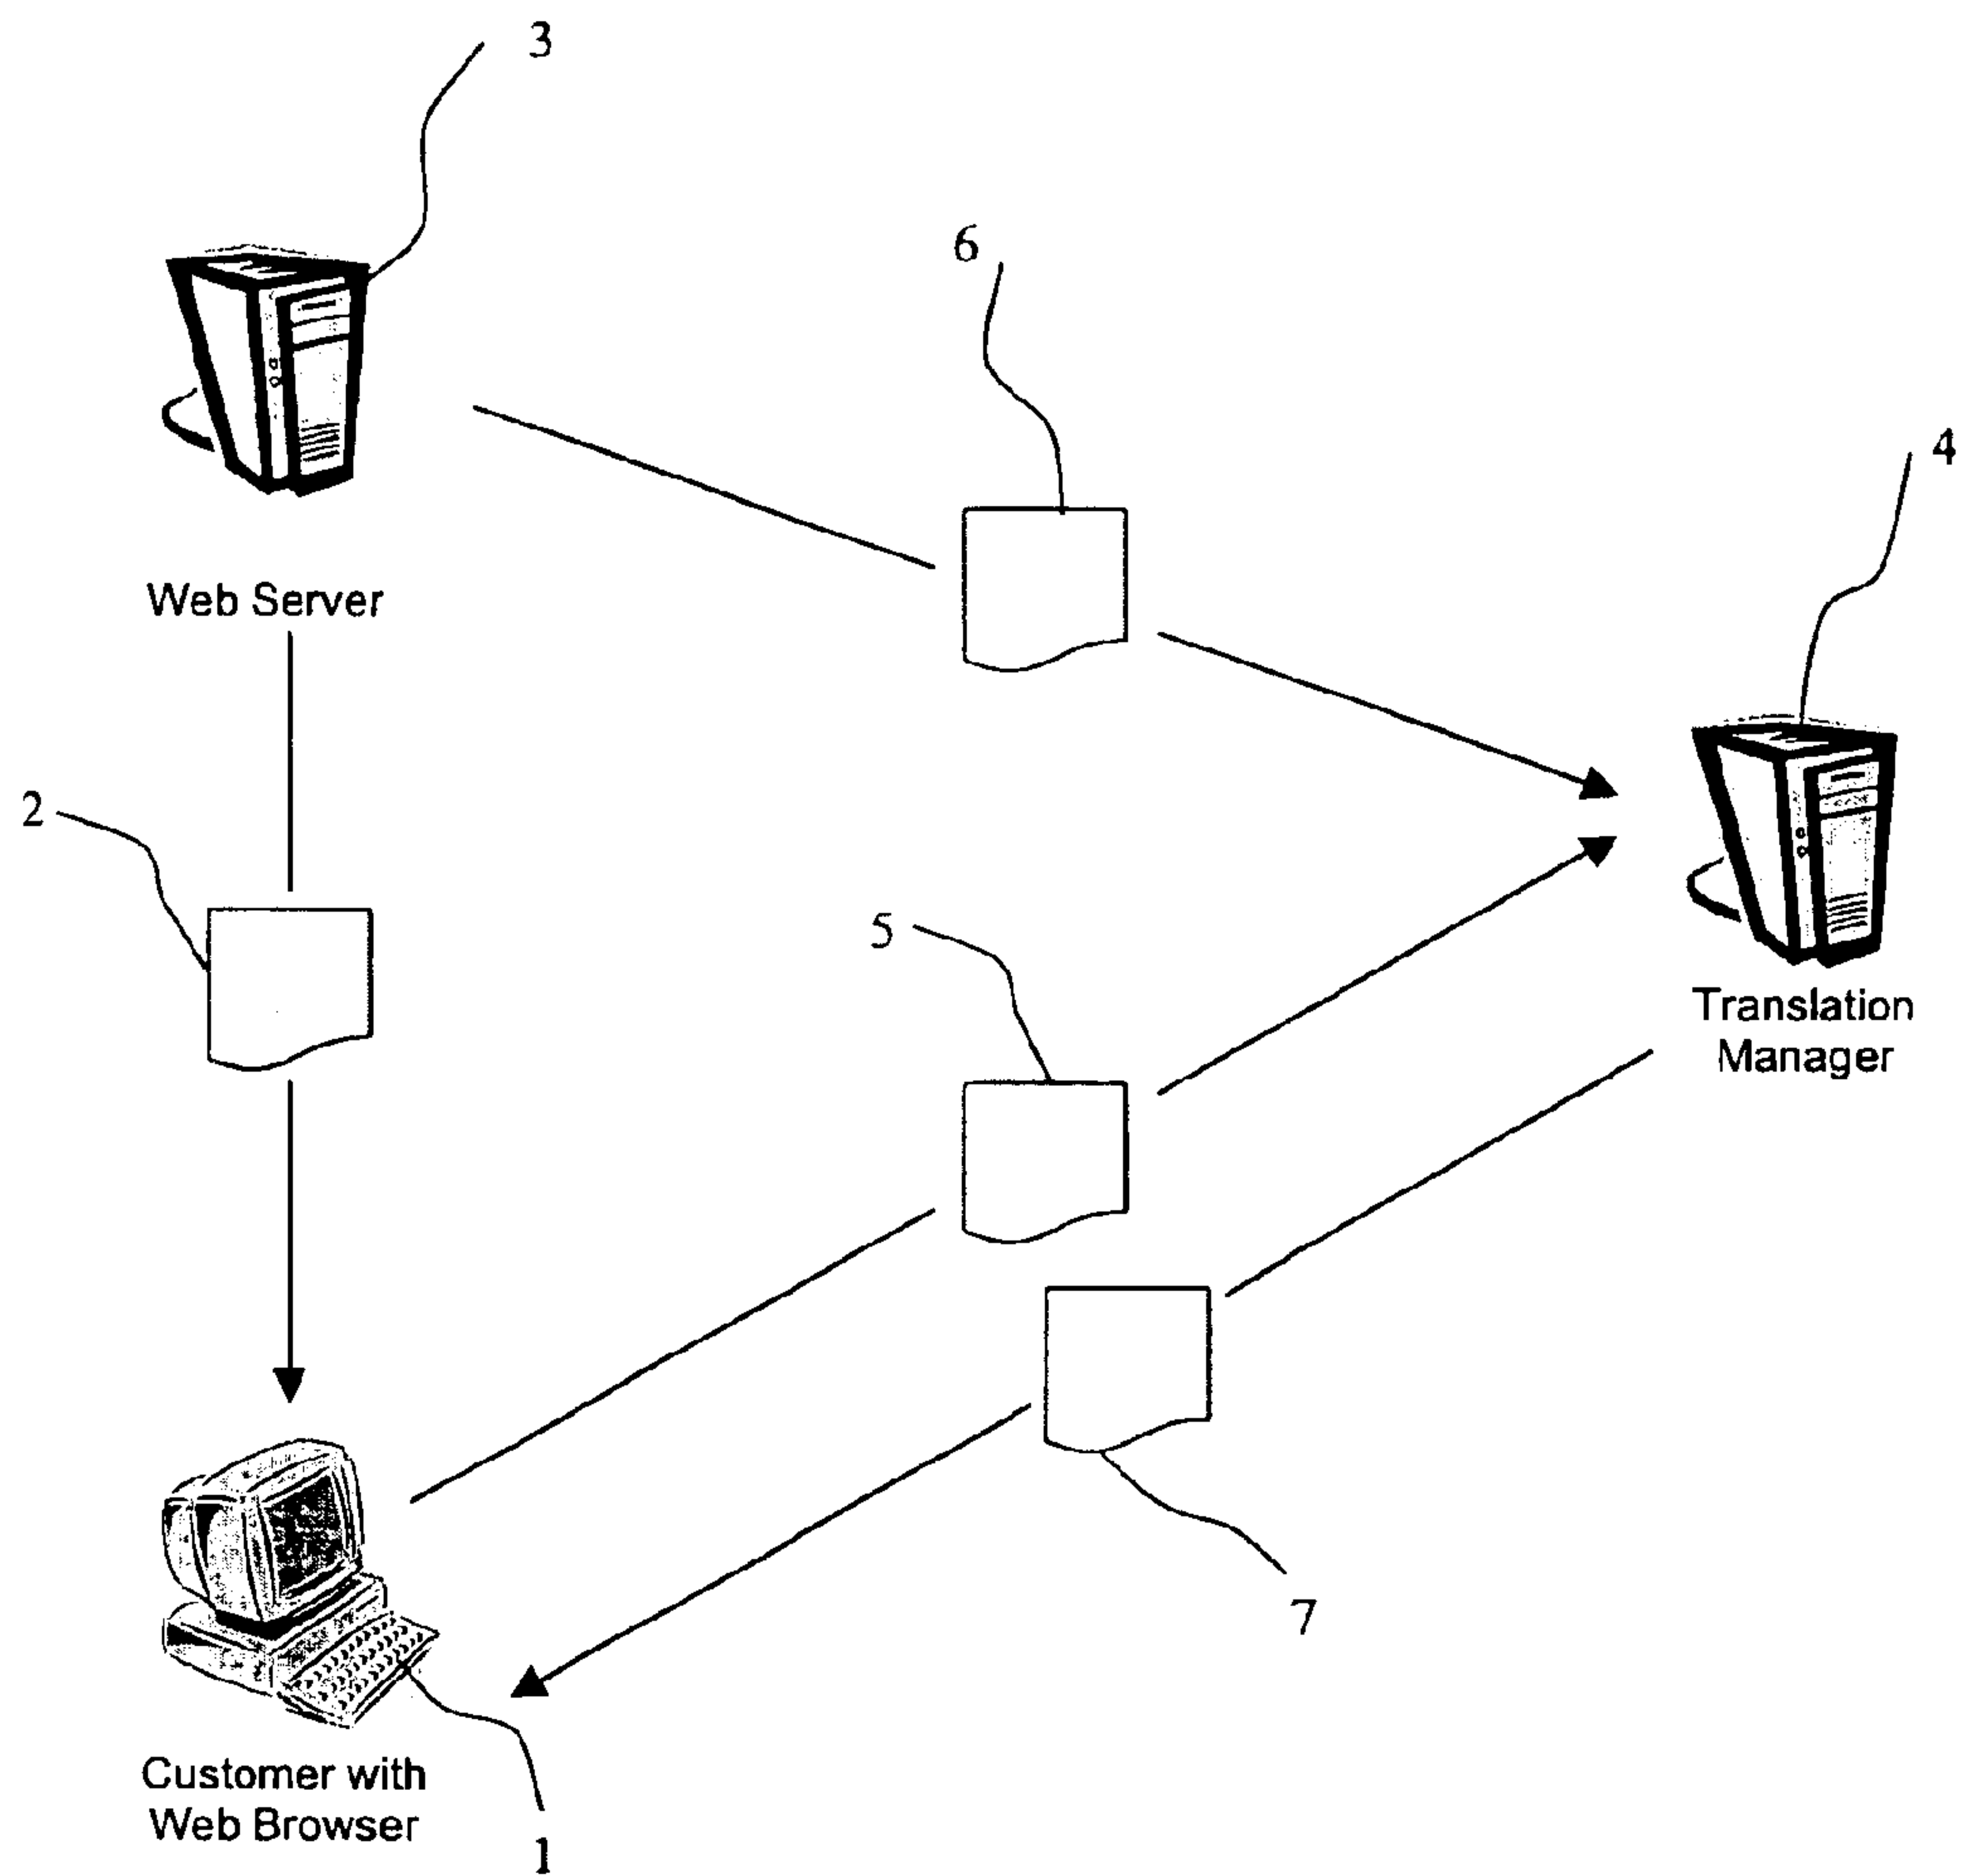 3
6
4
Web Server
2
5
Translation
Manager
7
Customer with
Web Browser
1